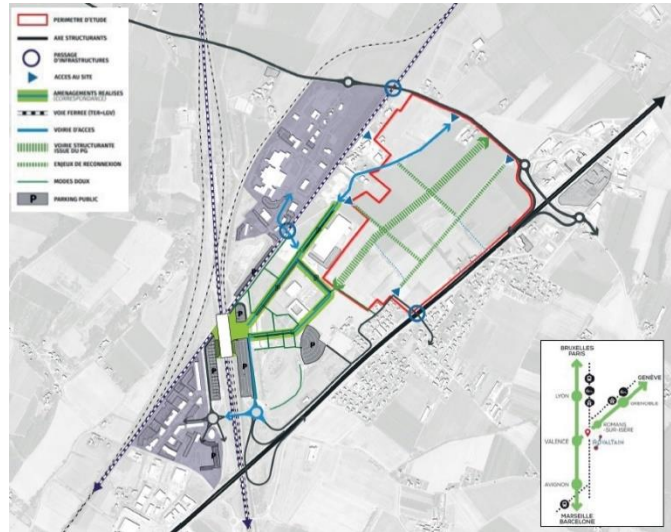 PERIMETRE D'ETUDE
AXE STRUCTURANTS
PASSAGE
D'INFRASTRUCTURES
ACCES AU SITE
AMENAGEMENTS REALISES
(CORRESPONDANCE)
VOIE FERREE (TER+LGV)
VOIRIE D'ACCES
VOIRIE STRUCTURANTE
ISSUE DU PG
ENJEUX DE RECONNEXION
MODES DOUX
P PARKING PUBLIC
P
P
P
P
P
BRUXELLES
PARIS
GENÈVE
LYON
GRENOBLE
ROMANS
-SUR-ISÈRE
VALENCE
ROVALTAIN
AVIGNON
MARSEILLE
BARCELONE